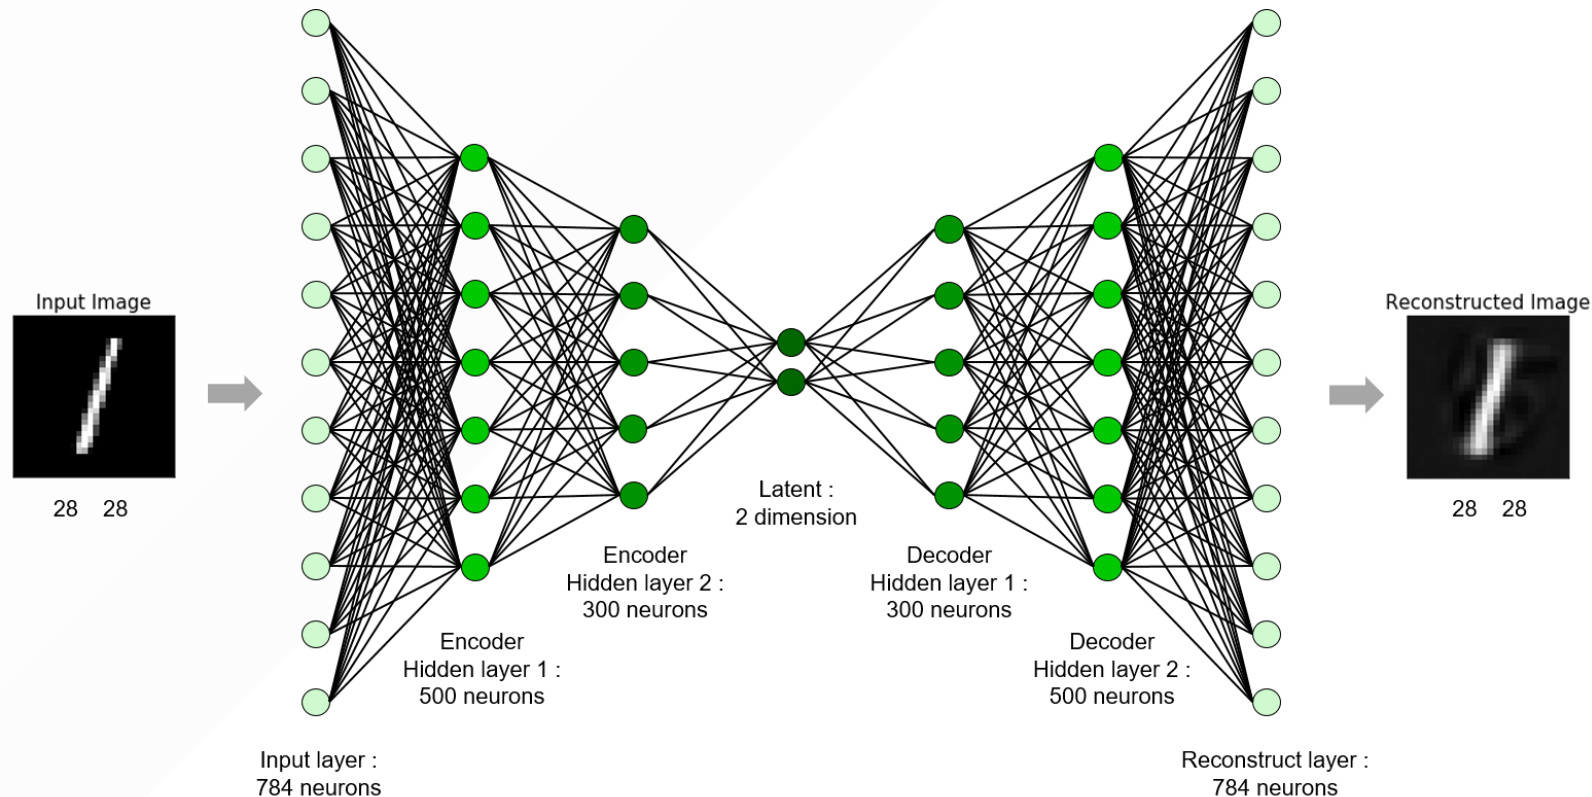 Input Image
28 28
Input layer :
784 neurons
Encoder
Hidden layer 1 :
500 neurons
Encoder
Hidden layer 2 :
300 neurons
Latent :
2 dimension
Decoder
Hidden layer 1 :
300 neurons
Decoder
Hidden layer 2 :
500 neurons
Reconstruct layer :
784 neurons
Reconstructed Image
28 28